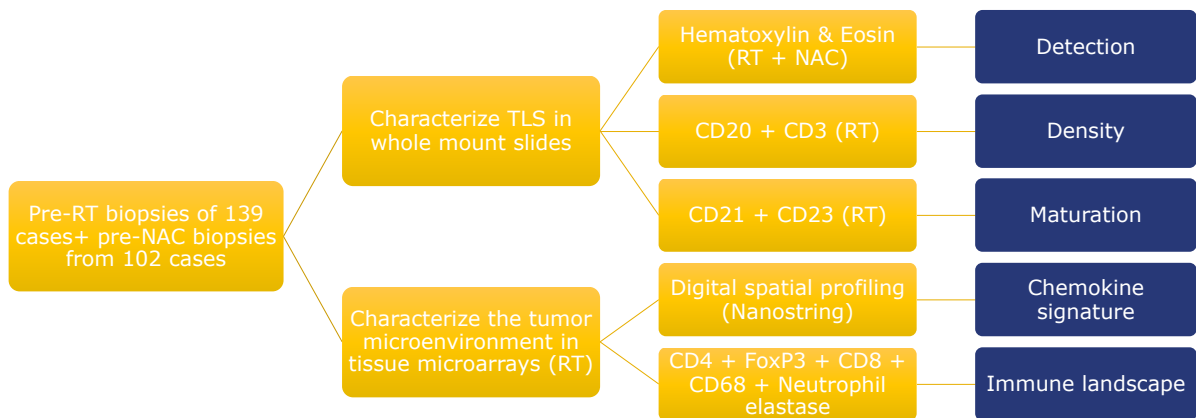 Pre-RT biopsies of 139
cases+ pre-NAC biopsies
from 102 cases
Characterize TLS in
whole mount slides
Hematoxylin & Eosin
(RT + NAC)
Detection
CD20 + CD3 (RT)
Density
CD21 + CD23 (RT)
Maturation
Characterize the tumor
microenvironment in
tissue microarrays (RT)
Digital spatial profiling
(Nanostring)
Chemokine
signature
CD4 + FoxP3 + CD8 +
CD68 + Neutrophil
elastase
Immune landscape